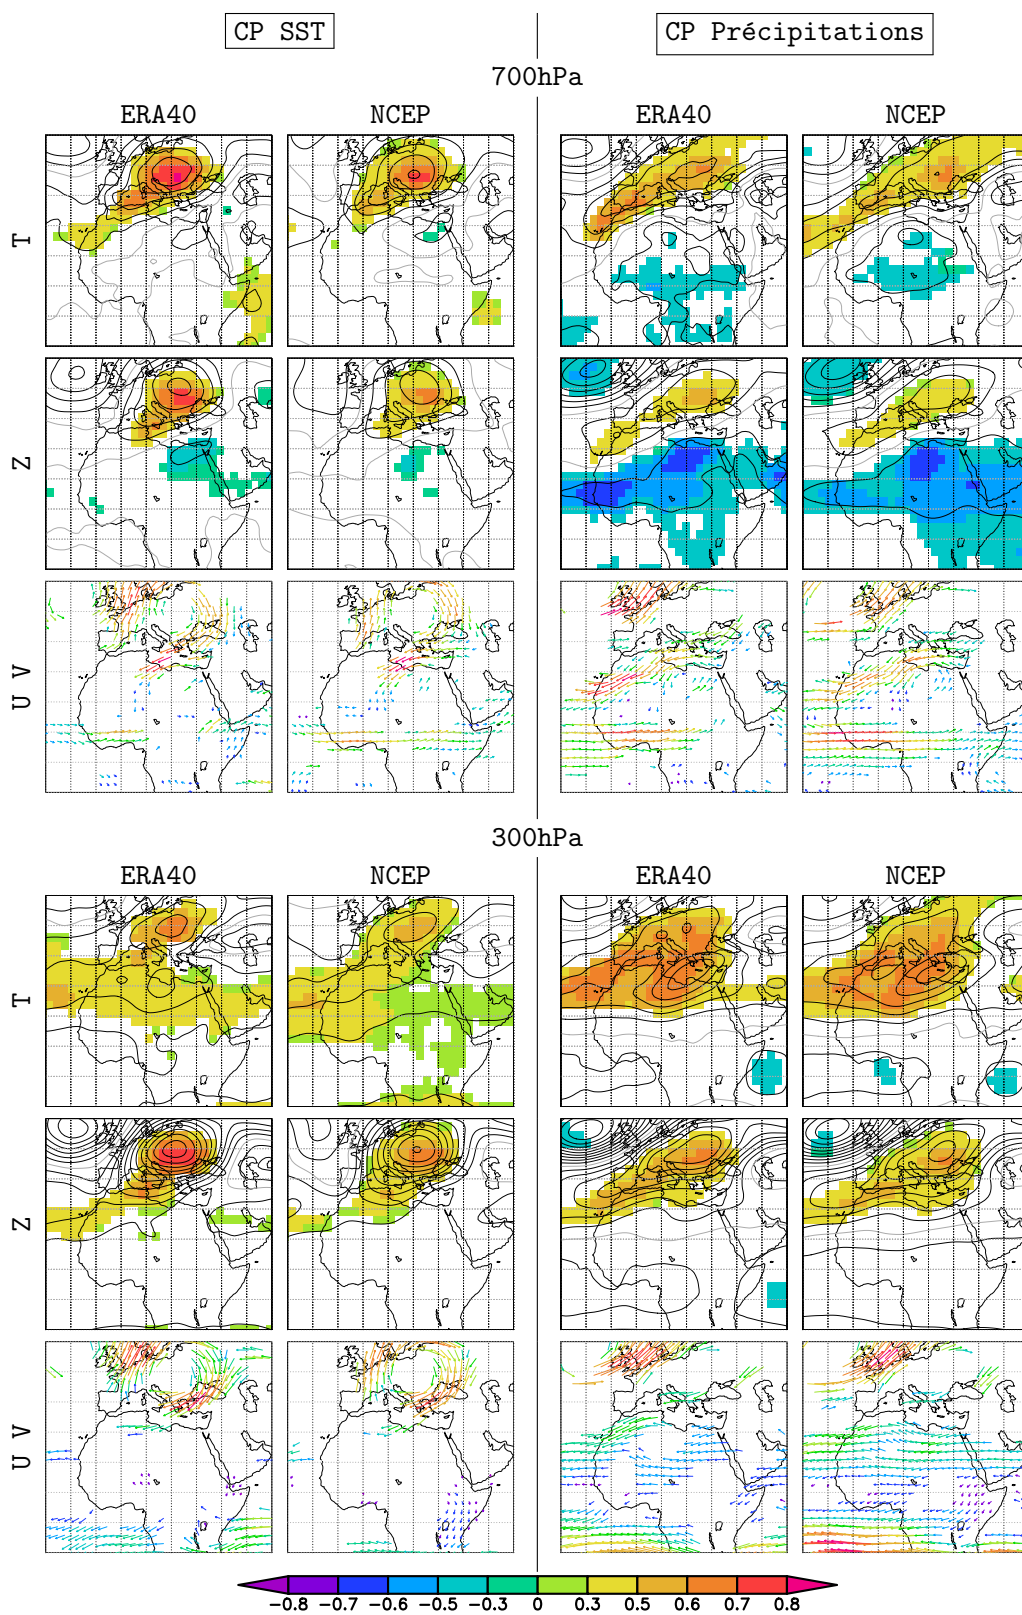 CP SST
CP Précipitations
700hPa
ERA40 NCEP ERA40 NCEP
T
Z
U V
300hPa
ERA40 NCEP ERA40 NCEP
T
Z
U V
-0.8 -0.7 -0.6 -0.5 -0.3 0 0.3 0.5 0.6 0.7 0.8